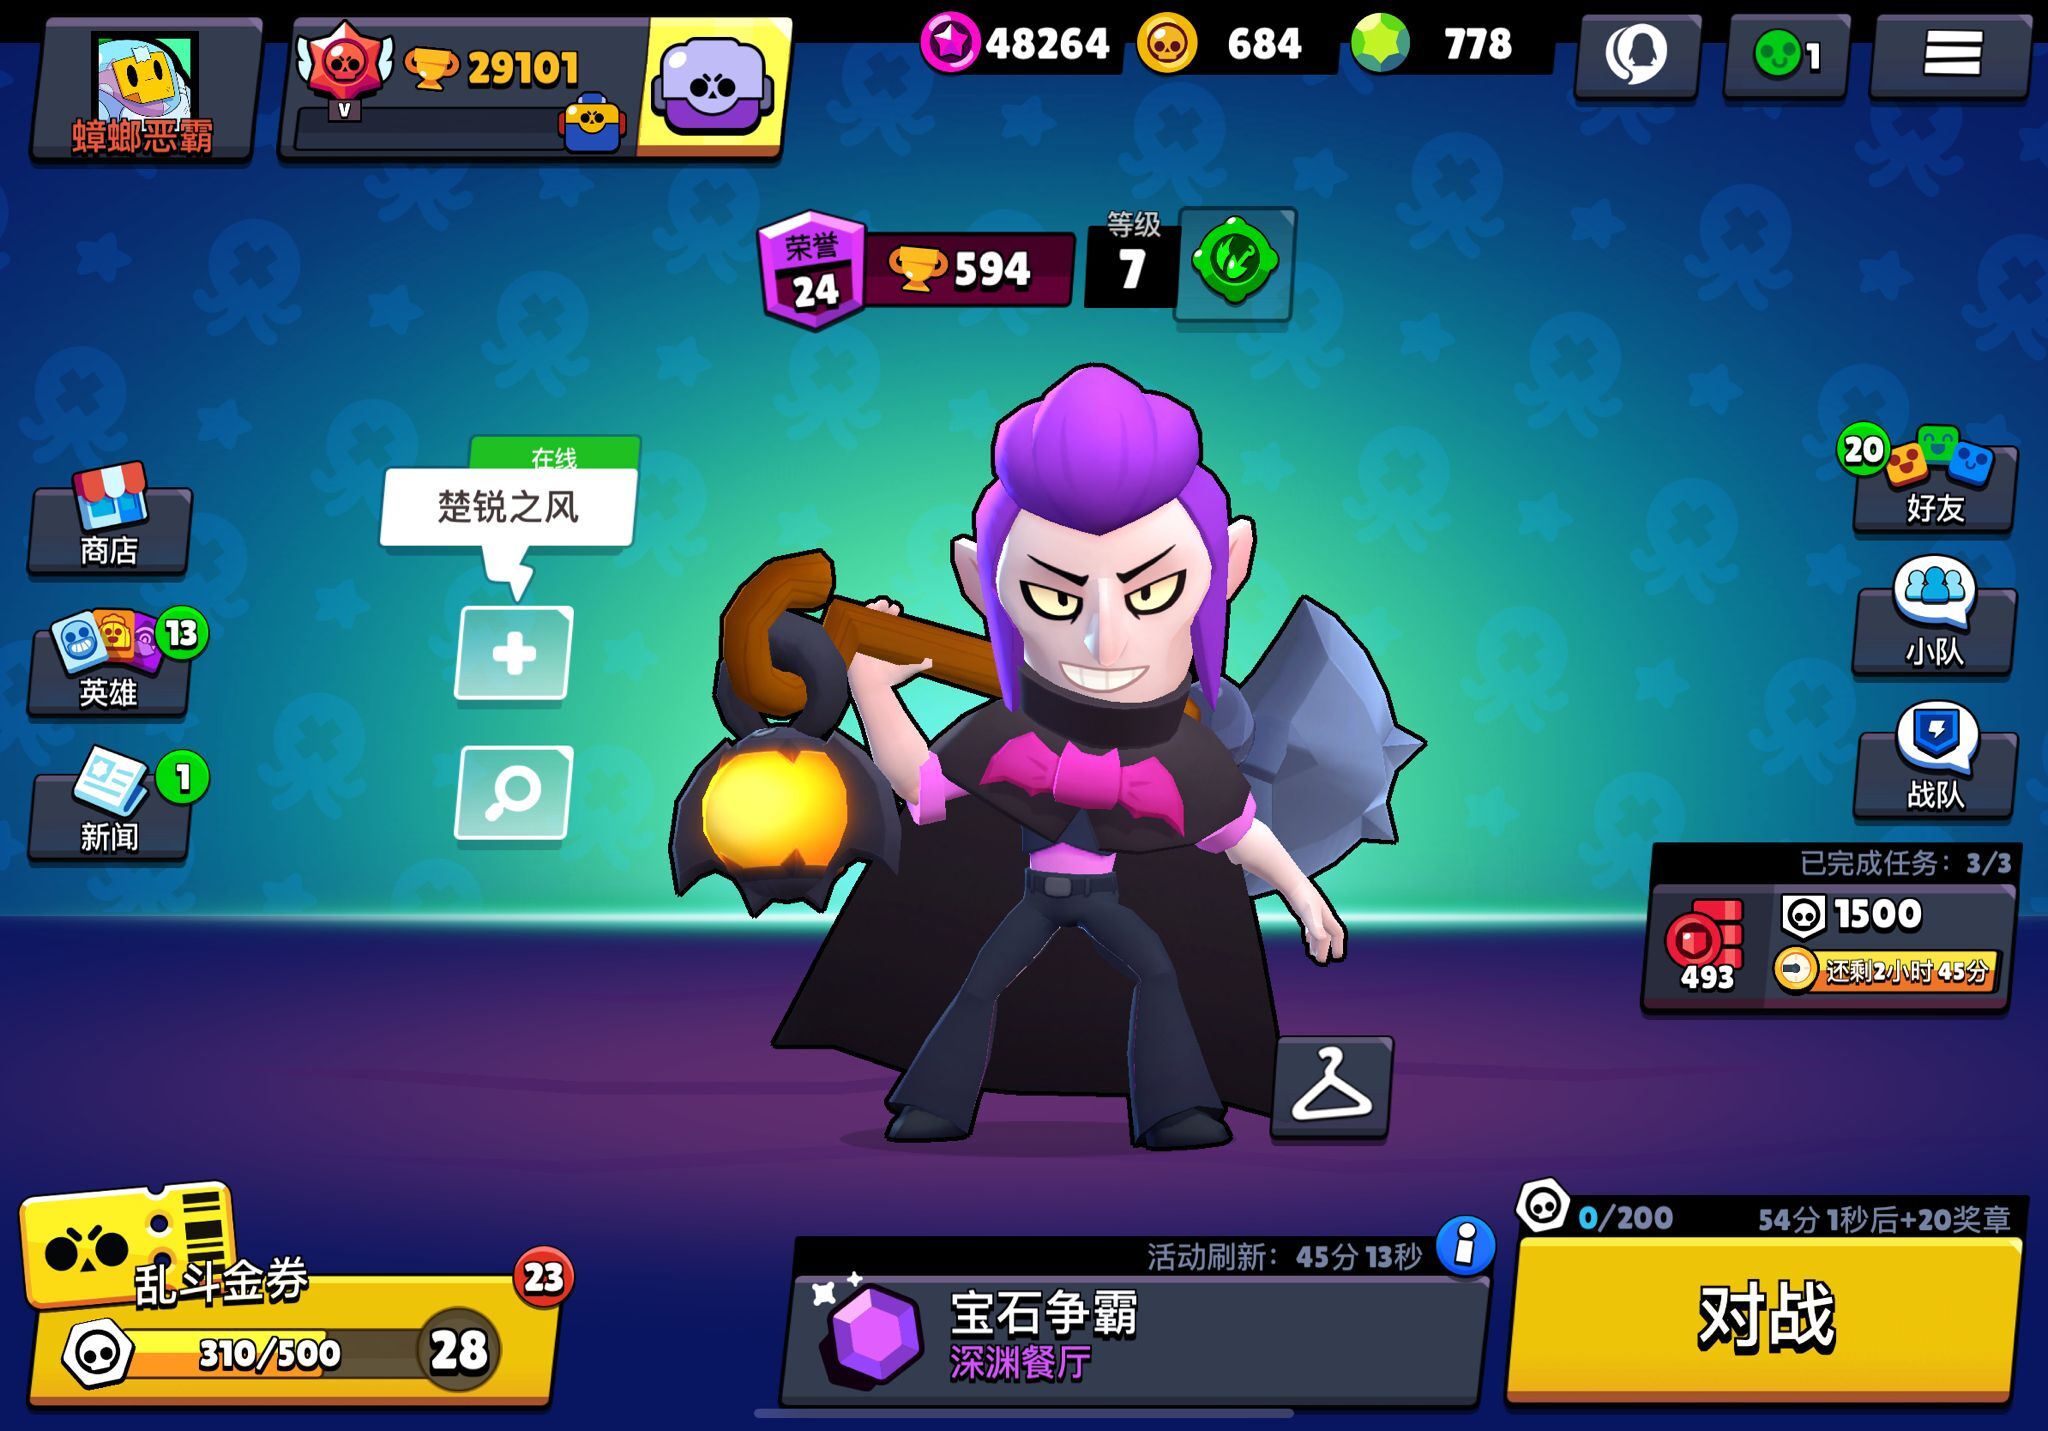 蟑螂恶霸
V
29101
48264
684
778
1
荣誉
24
594
等级
7
在线
楚锐之风
商店
13
英雄
1
新闻
20
好友
小队
战队
已完成任务：3/3
493
1500
还剩2小时45分
乱斗金券
23
310/500
28
活动刷新：45分13秒
宝石争霸
深渊餐厅
0/200
54分1秒后+20奖章
对战